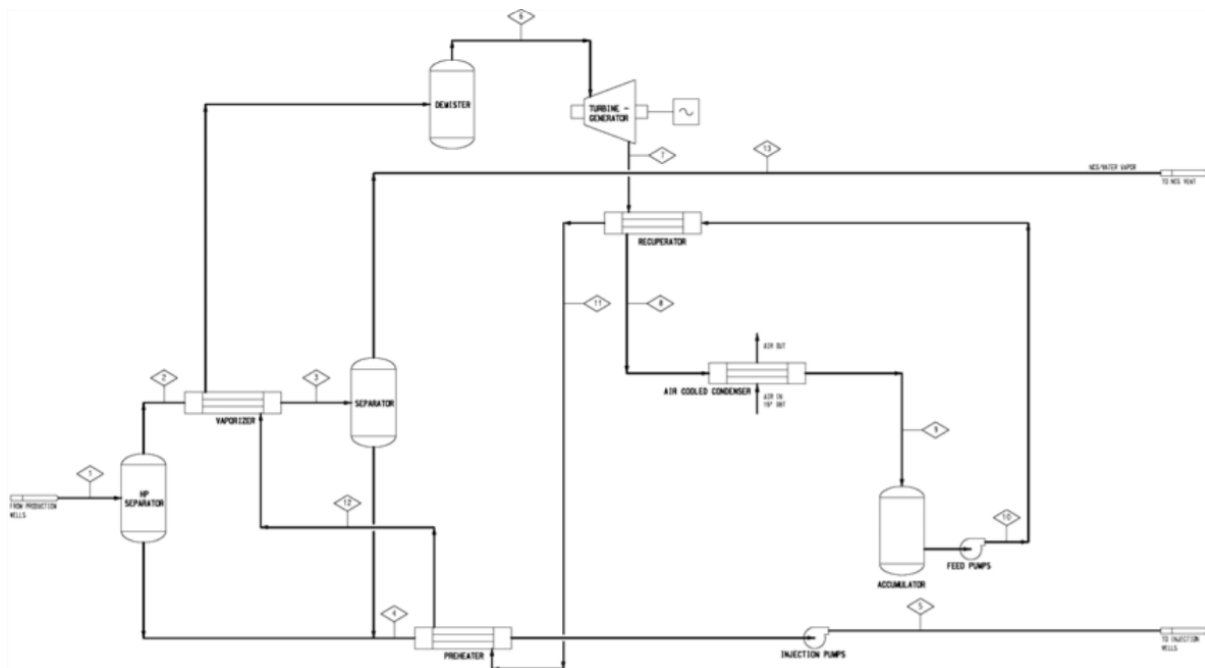 6
DEMISTER
TURBINE -
GENERATOR
7
13
NCG/WATER VAPOR
TO NCG VENT
RECUPERATOR
11
8
AIR OUT
AIR COOLED CONDENSER
AIR IN
2
3
VAPORIZER
SEPARATOR
9
1
HP
SEPARATOR
FROM PRODUCTION
WELLS
12
10
FEED PUMPS
ACCUMULATOR
4
5
PREHEATER
INJECTION PUMPS
TO INJECTION
WELLS